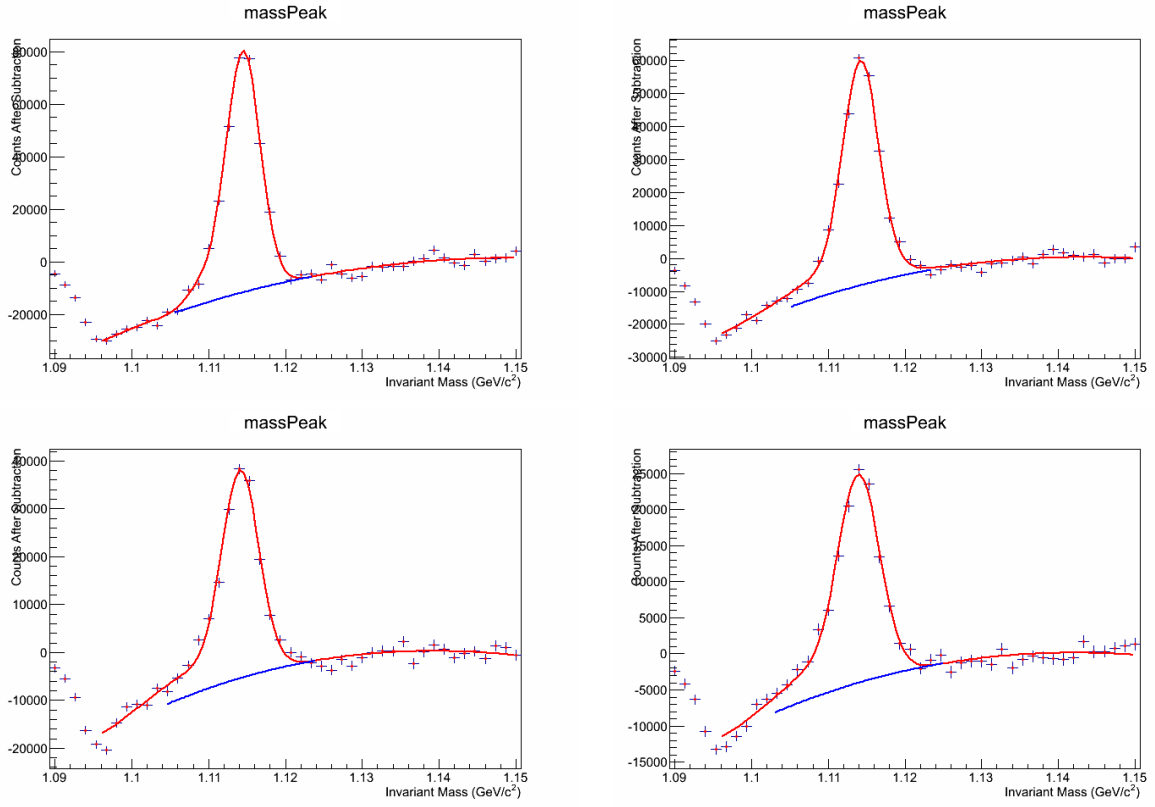 massPeak
Counts After Subtraction
80000
60000
40000
20000
0
-20000
1.09 1.1 1.11 1.12 1.13 1.14 1.15
Invariant Mass (GeV/c²)
massPeak
Counts After Subtraction
60000
50000
40000
30000
20000
10000
0
-10000
-20000
-30000
1.09 1.1 1.11 1.12 1.13 1.14 1.15
Invariant Mass (GeV/c²)
massPeak
Counts After Subtraction
40000
30000
20000
10000
0
-10000
-20000
1.09 1.1 1.11 1.12 1.13 1.14 1.15
Invariant Mass (GeV/c²)
massPeak
Counts After Subtraction
25000
20000
15000
10000
5000
0
-5000
-10000
-15000
1.09 1.1 1.11 1.12 1.13 1.14 1.15
Invariant Mass (GeV/c²)